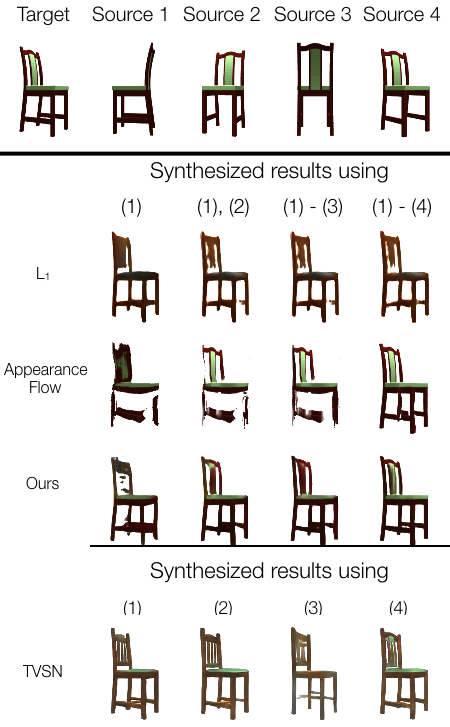 Target Source 1 Source 2 Source 3 Source 4
Synthesized results using
(1) (1), (2) (1) - (3) (1) - (4)
L₁
Appearance
Flow
Ours
Synthesized results using
(1) (2) (3) (4)
TVSN